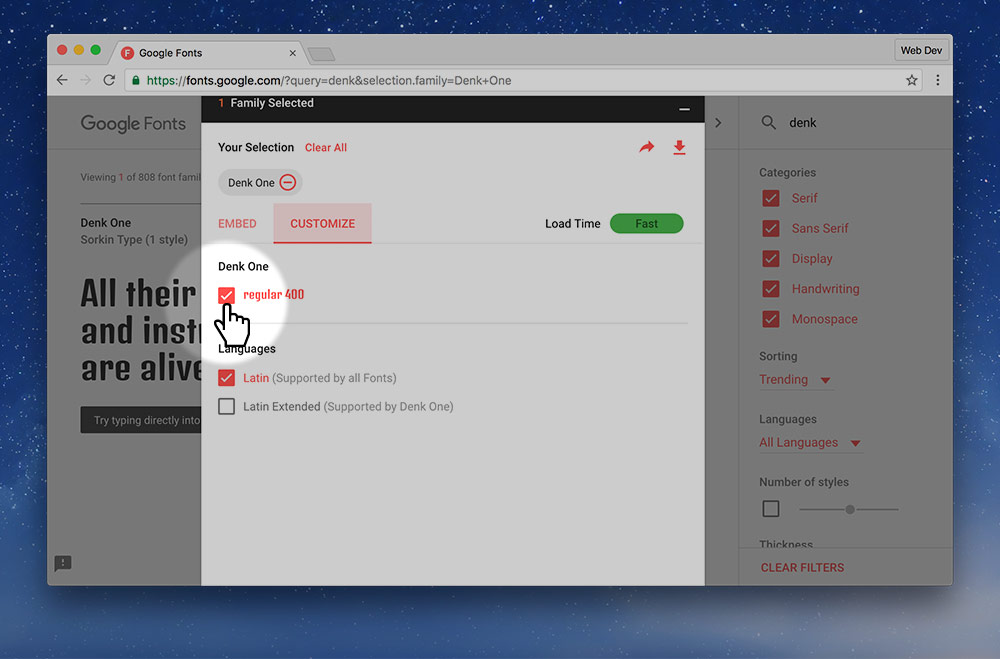 Google Fonts
Web Dev
https://fonts.google.com/?query=denk&selection.family=Denk+One
Google Fonts
Viewing 1 of 808 font famil
Denk One
Sorkin Type (1 style)
All their
and inst
are alive
Try typing directly into
1 Family Selected
Your Selection Clear All
Denk One
EMBED CUSTOMIZE Load Time Fast
Denk One
regular 400
Languages
Latin (Supported by all Fonts)
Latin Extended (Supported by Denk One)
denk
Categories
Serif
Sans Serif
Display
Handwriting
Monospace
Sorting
Trending
Languages
All Languages
Number of styles
Thickness
CLEAR FILTERS